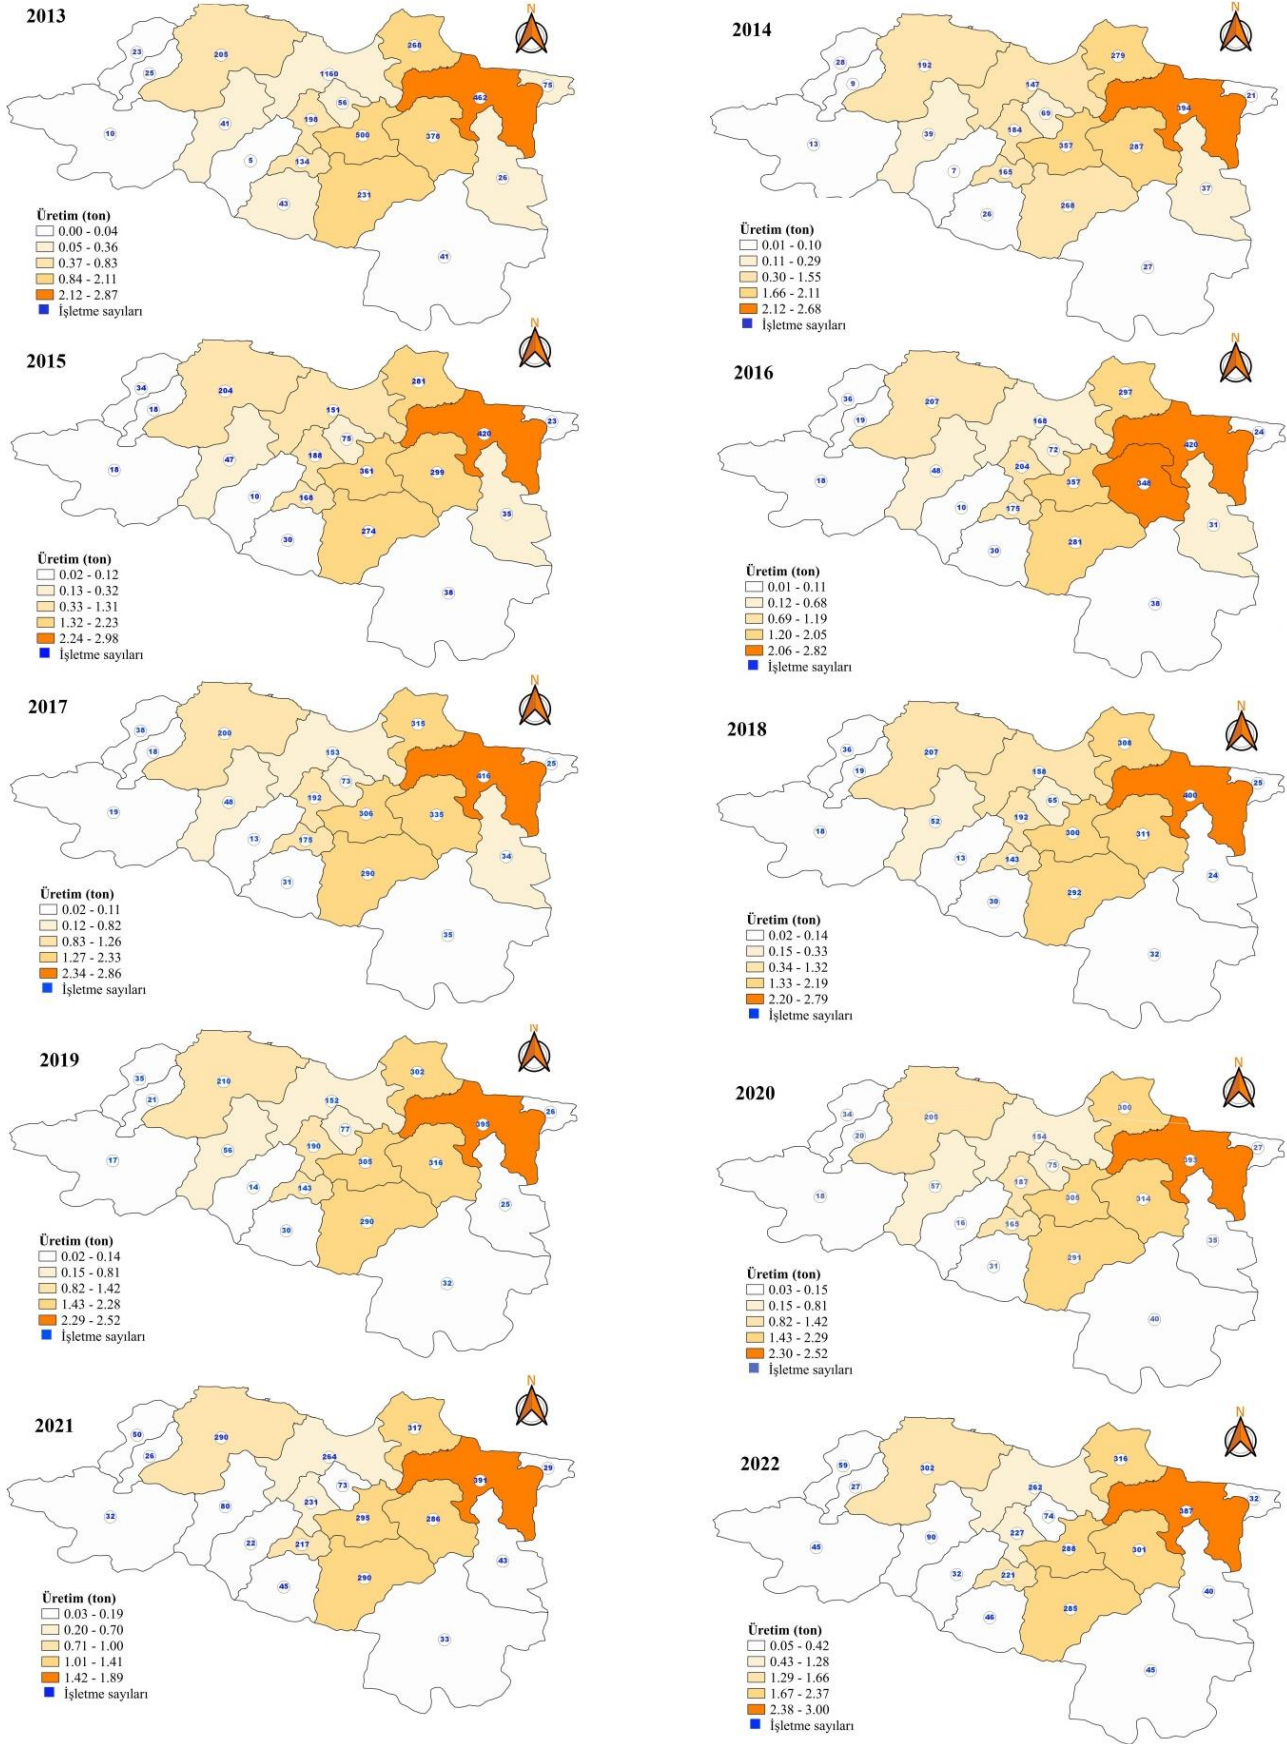 2013
N
23
25
205
268
1160
462
75
10
41
56
198
500
378
5
134
26
43
231
41
Üretim (ton)
0.00 - 0.04
0.05 - 0.36
0.37 - 0.83
0.84 - 2.11
2.12 - 2.87
İşletme sayıları
2014
N
28
9
192
279
147
394
21
13
39
69
184
357
287
7
165
37
26
268
27
Üretim (ton)
0.01 - 0.10
0.11 - 0.29
0.30 - 1.55
1.66 - 2.11
2.12 - 2.68
İşletme sayıları
2015
N
34
18
204
281
151
420
23
18
47
75
188
361
299
10
168
35
30
274
38
Üretim (ton)
0.02 - 0.12
0.13 - 0.32
0.33 - 1.31
1.32 - 2.23
2.24 - 2.98
İşletme sayıları
2016
N
36
19
207
297
168
420
24
18
48
72
204
357
348
10
175
31
30
281
38
Üretim (ton)
0.01 - 0.11
0.12 - 0.68
0.69 - 1.19
1.20 - 2.05
2.06 - 2.82
İşletme sayıları
2017
N
38
18
200
315
153
416
25
19
48
73
192
306
335
13
175
34
31
290
35
Üretim (ton)
0.02 - 0.11
0.12 - 0.82
0.83 - 1.26
1.27 - 2.33
2.34 - 2.86
İşletme sayıları
2018
N
36
19
207
308
158
400
25
18
52
65
192
300
311
13
143
24
30
292
32
Üretim (ton)
0.02 - 0.14
0.15 - 0.33
0.34 - 1.32
1.33 - 2.19
2.20 - 2.79
İşletme sayıları
2019
N
35
21
210
302
152
395
26
17
56
77
190
305
316
14
143
25
30
290
32
Üretim (ton)
0.02 - 0.14
0.15 - 0.81
0.82 - 1.42
1.43 - 2.28
2.29 - 2.52
İşletme sayıları
2020
N
34
20
205
300
154
393
27
18
57
75
187
305
314
16
165
35
31
291
40
Üretim (ton)
0.03 - 0.15
0.15 - 0.81
0.82 - 1.42
1.43 - 2.29
2.30 - 2.52
İşletme sayıları
2021
N
50
26
290
317
264
391
29
32
80
73
231
295
286
22
217
43
45
290
33
Üretim (ton)
0.03 - 0.19
0.20 - 0.70
0.71 - 1.00
1.01 - 1.41
1.42 - 1.89
İşletme sayıları
2022
N
59
27
302
316
262
387
32
45
90
74
227
288
301
32
221
40
46
285
45
Üretim (ton)
0.05 - 0.42
0.43 - 1.28
1.29 - 1.66
1.67 - 2.37
2.38 - 3.00
İşletme sayıları